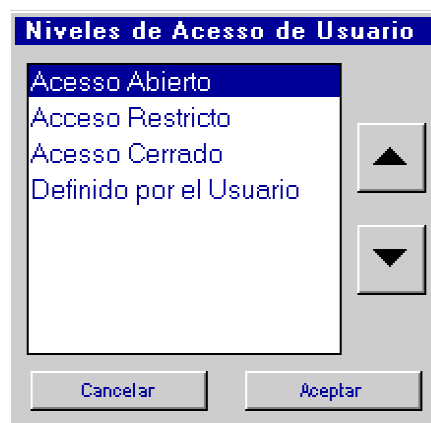 Niveles de Acesso de Usuario
Acesso Abierto
Acceso Restricto
Acesso Cerrado
Definido por el Usuario
Cancelar
Aceptar